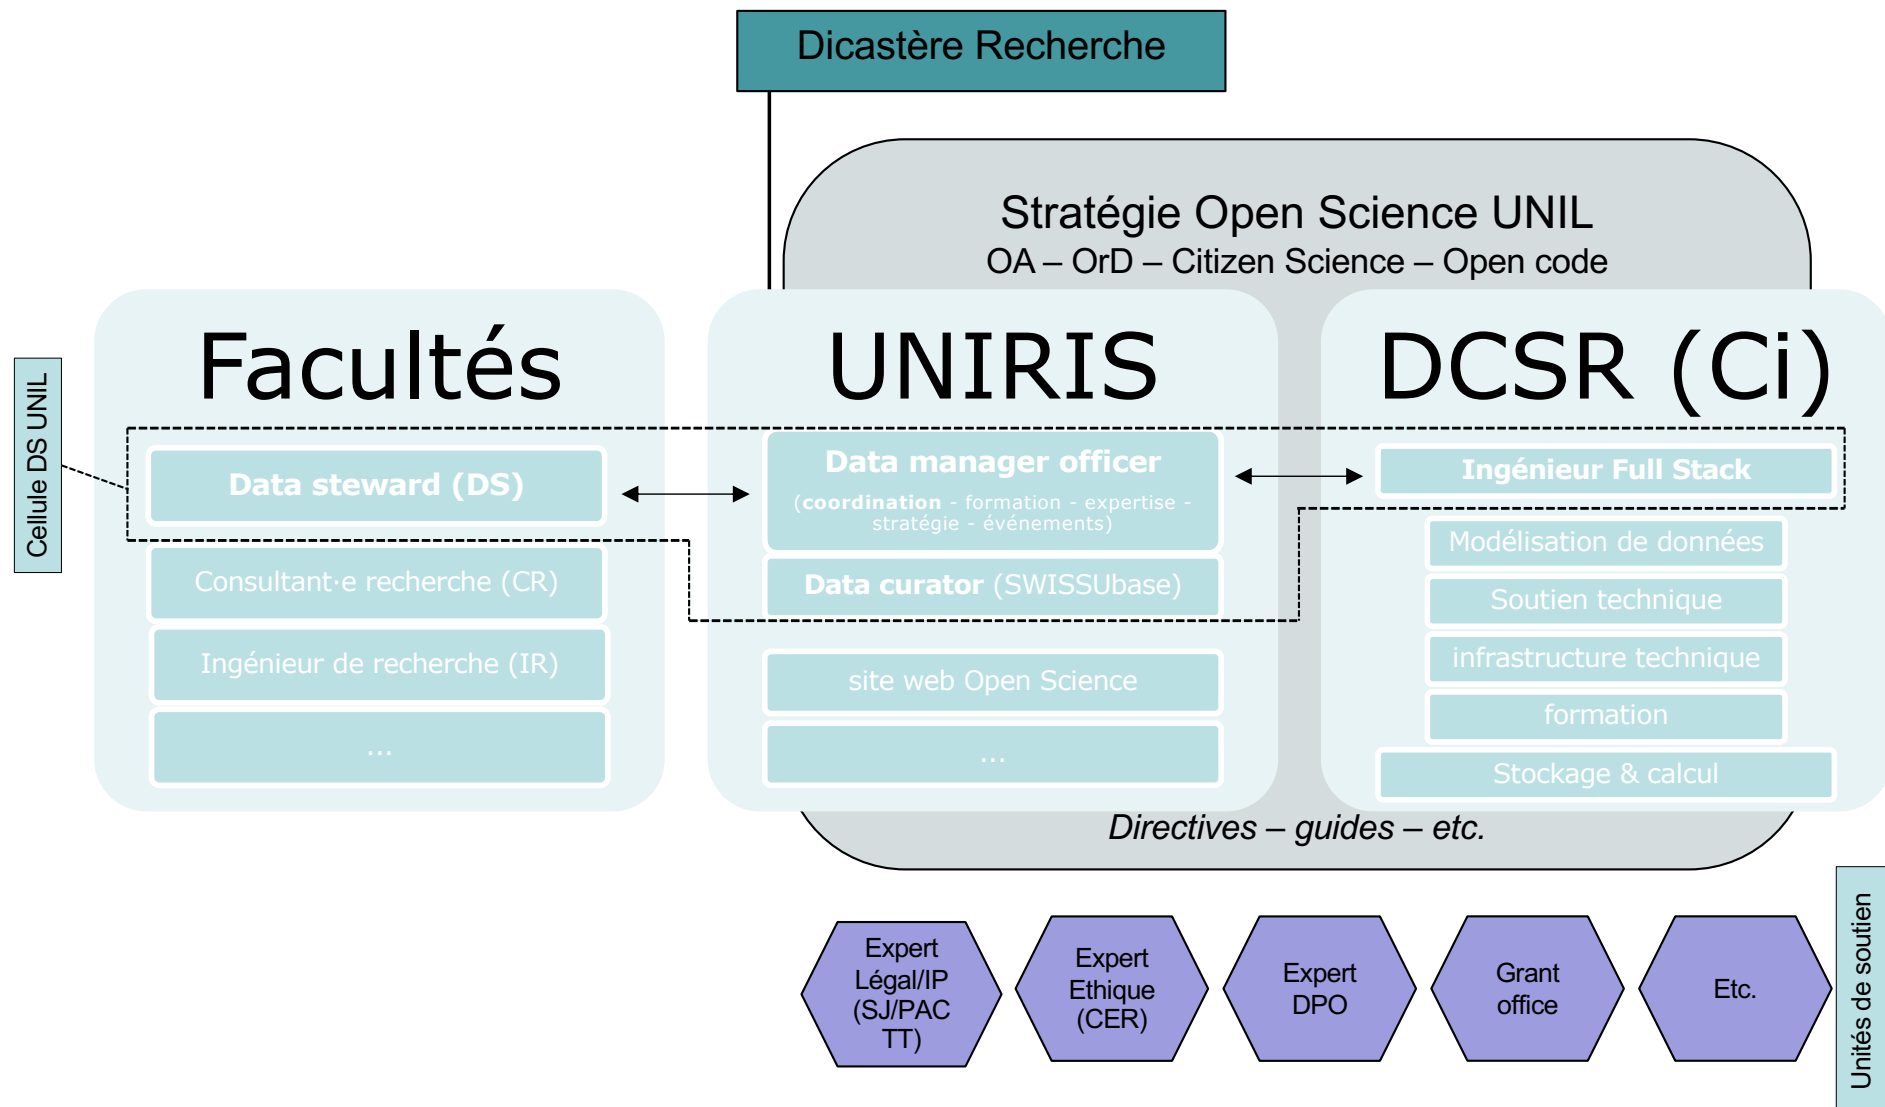 Dicastère Recherche
Stratégie Open Science UNIL
OA – OrD – Citizen Science – Open code
Cellule DS UNIL
Facultés
Data steward (DS)
Consultant·e recherche (CR)
Ingénieur de recherche (IR)
...
UNIRIS
Data manager officer
(coordination - formation - expertise -
stratégie - événements)
Data curator (SWISSUbase)
site web Open Science
...
DCSR (Ci)
Ingénieur Full Stack
Modélisation de données
Soutien technique
infrastructure technique
formation
Stockage & calcul
Directives – guides – etc.
Expert
Légal/IP
(SJ/PAC
TT)
Expert
Ethique
(CER)
Expert
DPO
Grant
office
Etc.
Unités de soutien